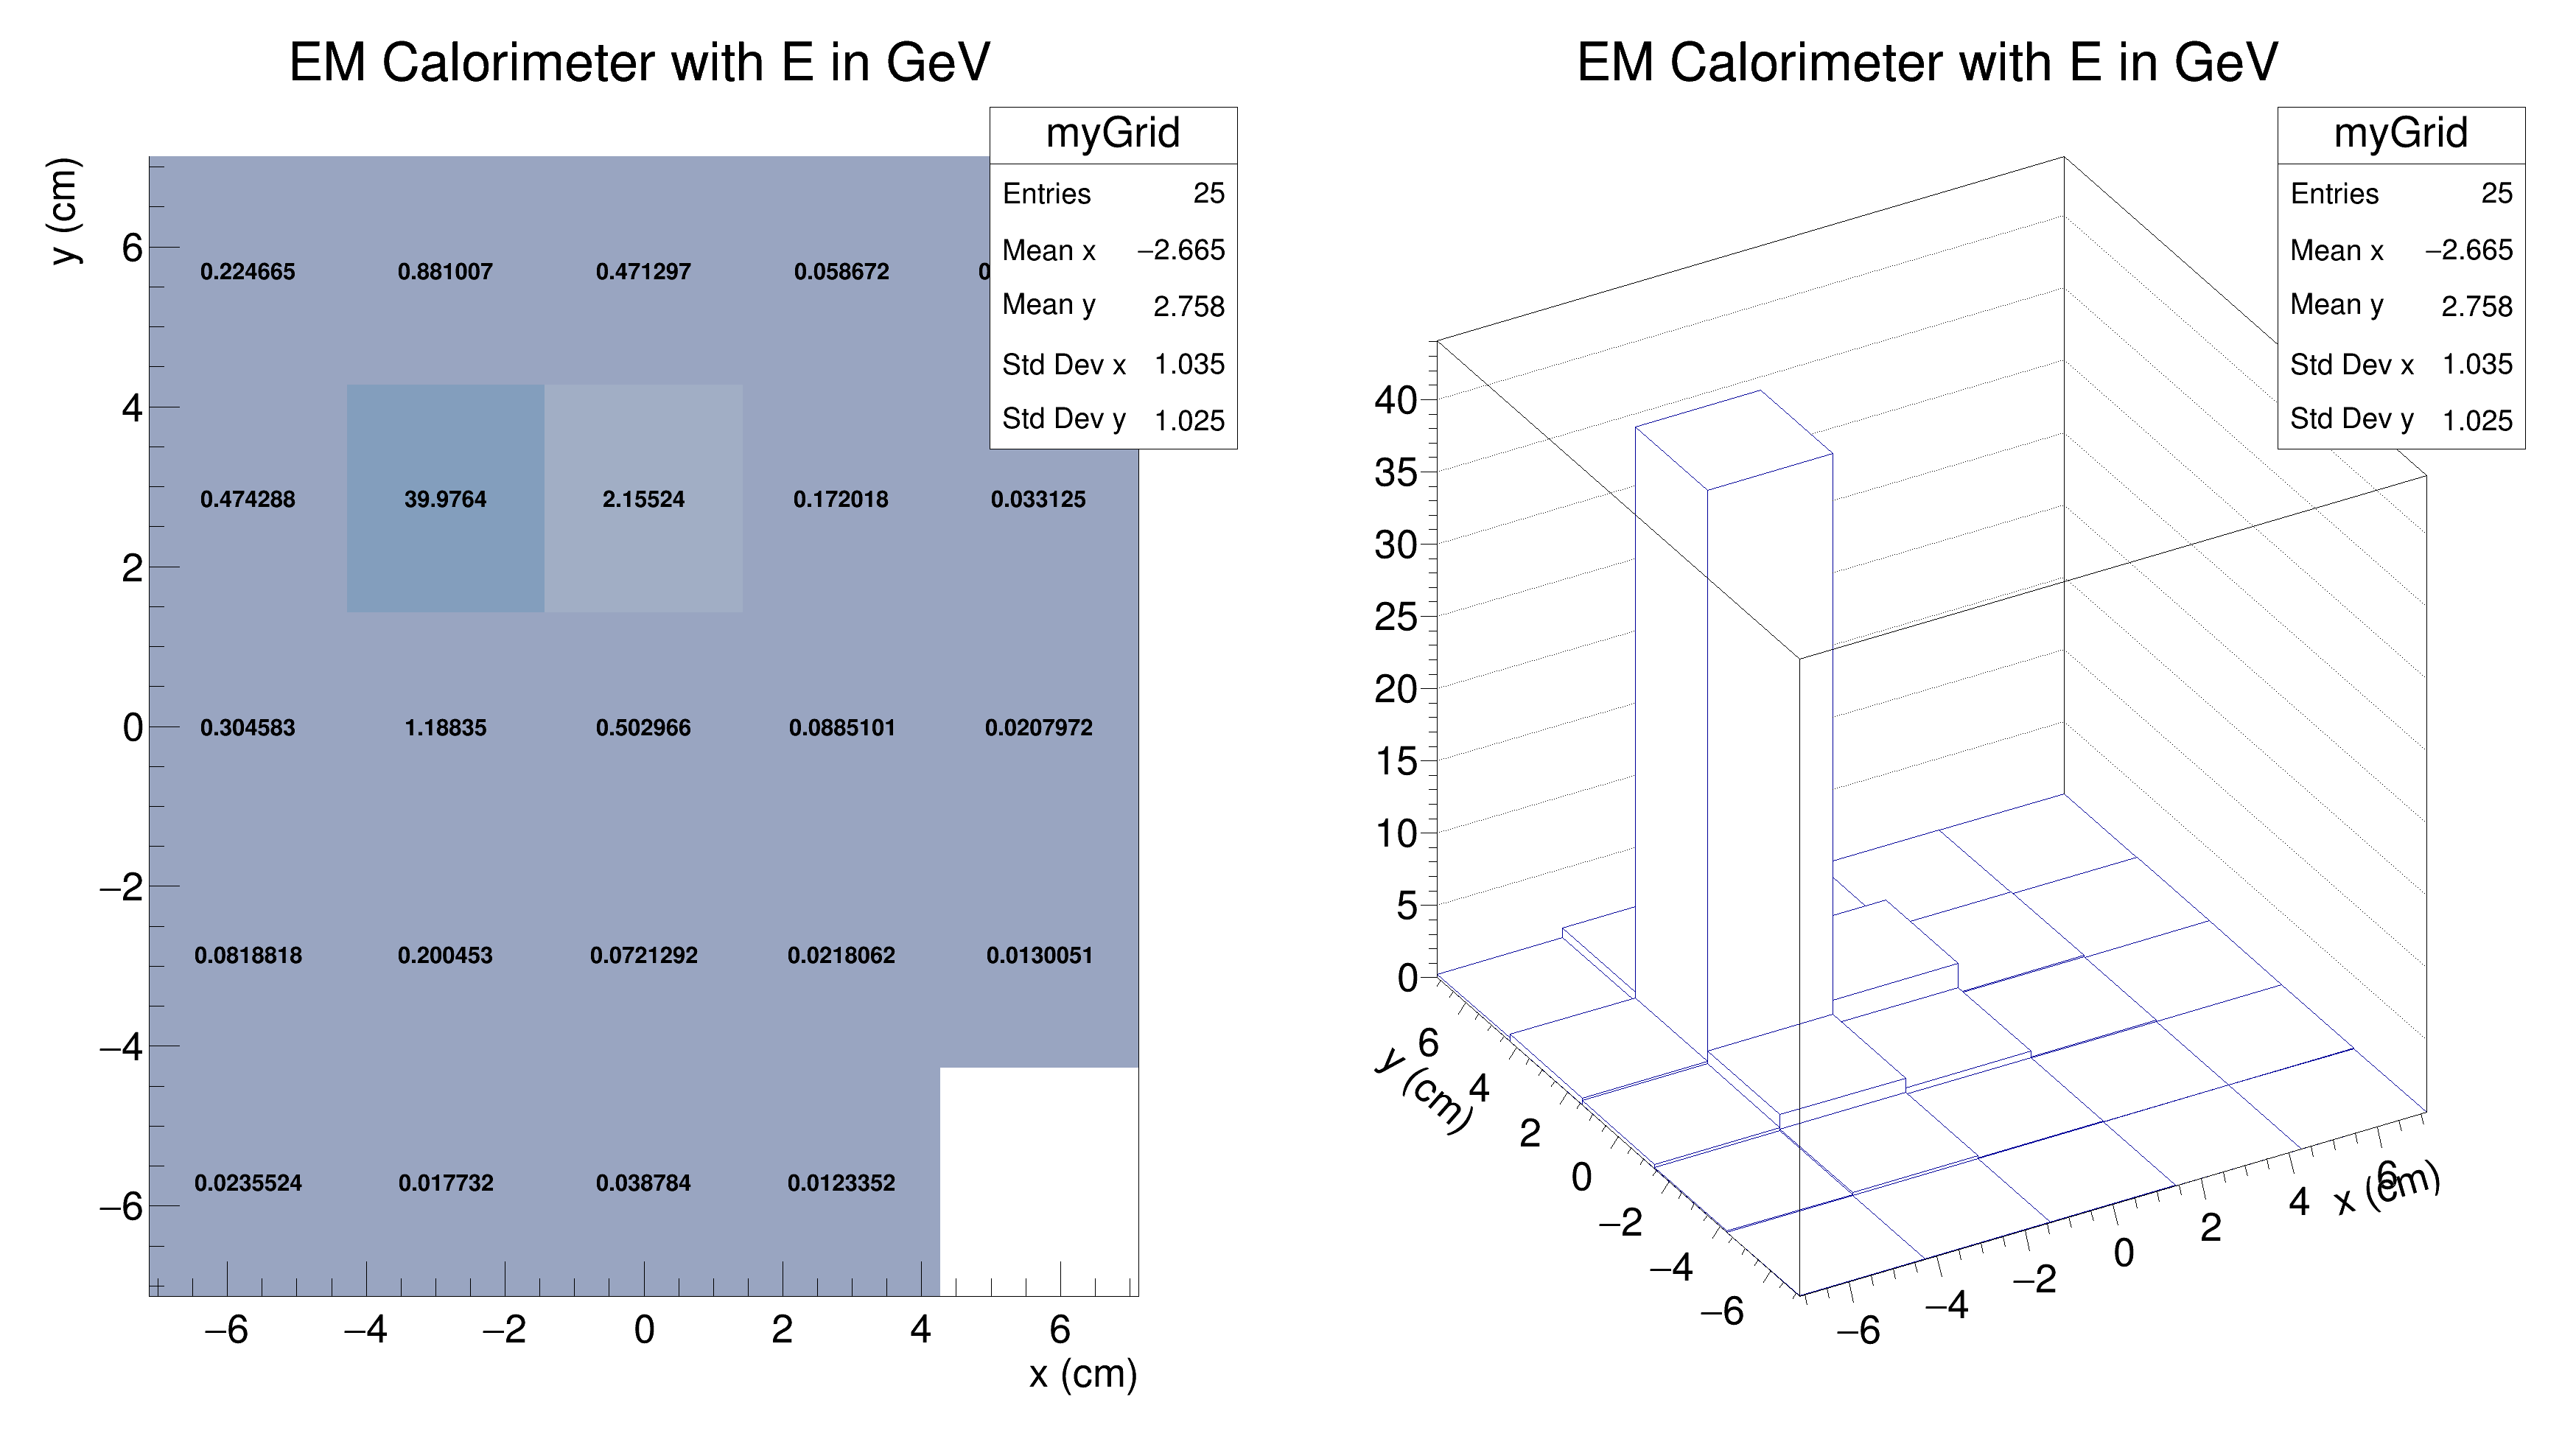 EM Calorimeter with E in GeV
myGrid
Entries 25
Mean x −2.665
Mean y 2.758
Std Dev x 1.035
Std Dev y 1.025
y (cm)
6
4
2
0
−2
−4
−6
0.224665 0.881007 0.471297 0.058672
0.474288 39.9764 2.15524 0.172018 0.033125
0.304583 1.18835 0.502966 0.0885101 0.0207972
0.0818818 0.200453 0.0721292 0.0218062 0.0130051
0.0235524 0.017732 0.038784 0.0123352
−6 −4 −2 0 2 4 6
x (cm)
EM Calorimeter with E in GeV
myGrid
Entries 25
Mean x −2.665
Mean y 2.758
Std Dev x 1.035
Std Dev y 1.025
40
35
30
25
20
15
10
5
0
y (cm)
6
4
2
0
−2
−4
−6
−6 −4 −2 0 2 4 6
x (cm)